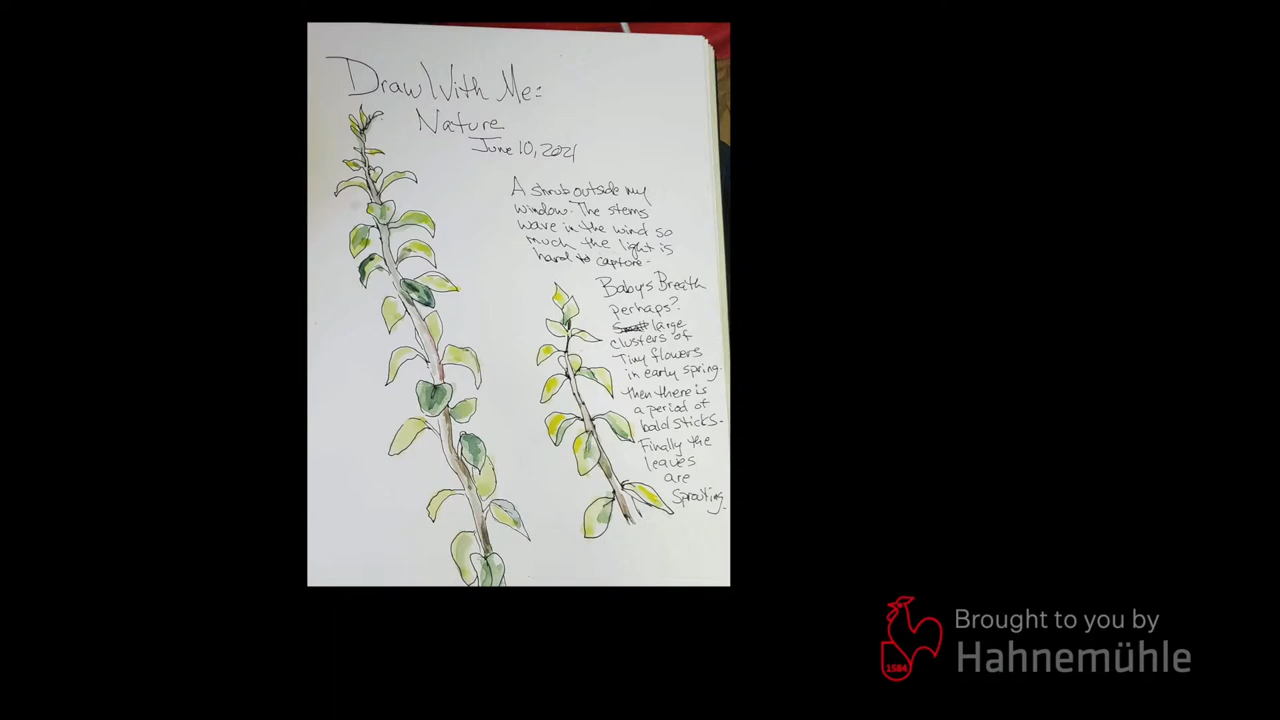 Draw With Me:
Nature
June 10, 2021
A shrub outside my
window. The stems
wave in the wind so
much the light is
hard to capture.
Baby's Breath
perhaps?
large
clusters of
Tiny flowers
in early spring.
then there is
a period of
bald sticks.
Finally the
leaves
are
Sprouting.
1584
Brought to you by
Hahnemühle